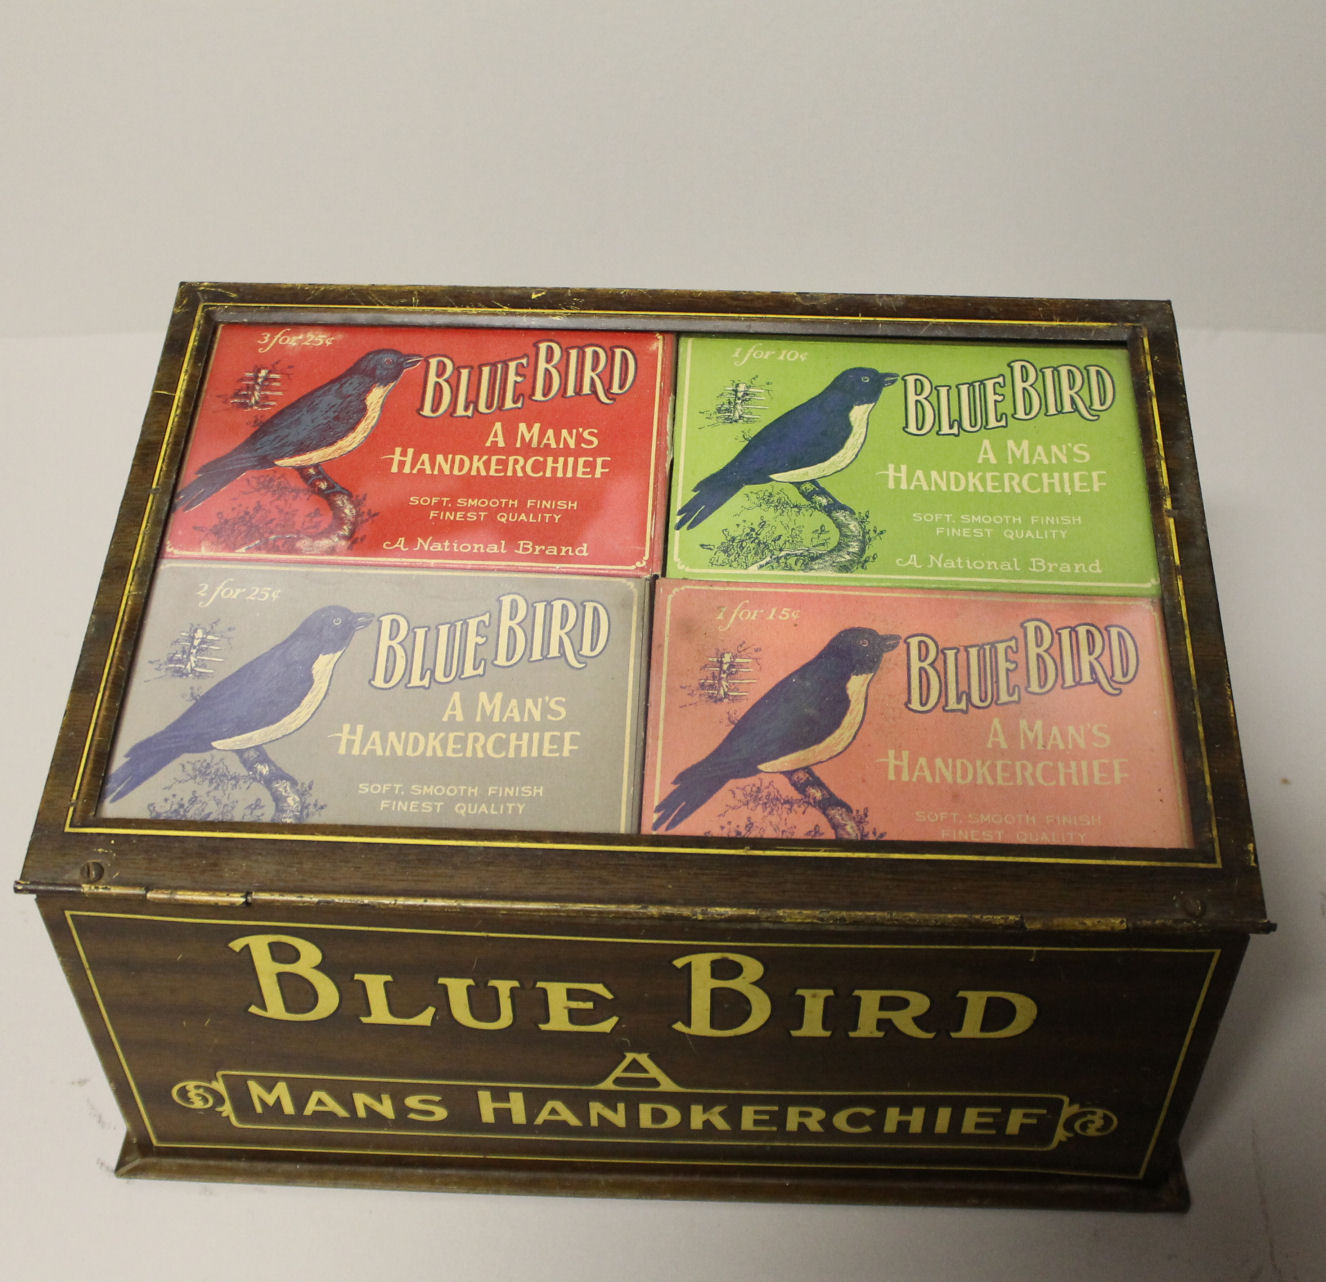 3 for 25¢
BLUE BIRD
A MAN'S
HANDKERCHIEF
SOFT, SMOOTH FINISH
FINEST QUALITY
A National Brand
1 for 10¢
BLUE BIRD
A MAN'S
HANDKERCHIEF
SOFT, SMOOTH FINISH
FINEST QUALITY
A National Brand
2 for 25¢
BLUE BIRD
A MAN'S
HANDKERCHIEF
SOFT, SMOOTH FINISH
FINEST QUALITY
1 for 15¢
BLUE BIRD
A MAN'S
HANDKERCHIEF
SOFT, SMOOTH FINISH
FINEST QUALITY
BLUE BIRD
A
MANS HANDKERCHIEF